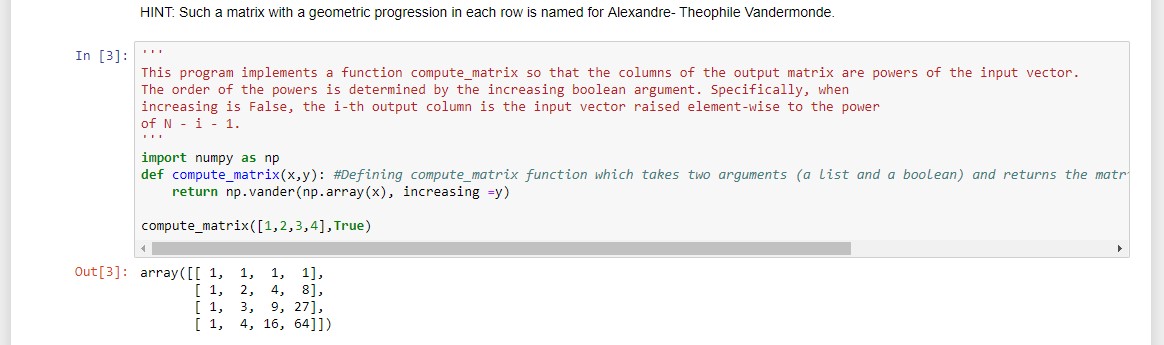 HINT: Such a matrix with a geometric progression in each row is named for Alexandre- Theophile Vandermonde.
In [3]: '''
This program implements a function compute_matrix so that the columns of the output matrix are powers of the input vector.
The order of the powers is determined by the increasing boolean argument. Specifically, when
increasing is False, the i-th output column is the input vector raised element-wise to the power
of N - i - 1.
'''
import numpy as np
def compute_matrix(x,y): #Defining compute_matrix function which takes two arguments (a list and a boolean) and returns the matr
    return np.vander(np.array(x), increasing =y)
compute_matrix([1,2,3,4],True)
Out[3]: array([[ 1,  1,  1,  1],
       [ 1,  2,  4,  8],
       [ 1,  3,  9, 27],
       [ 1,  4, 16, 64]])